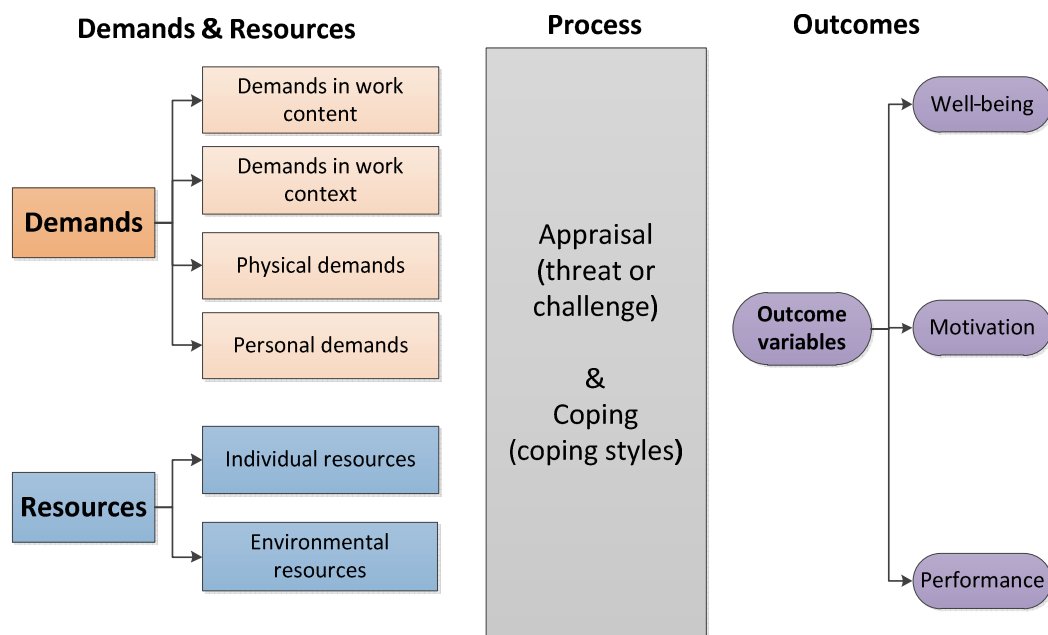 Demands & Resources
Process
Outcomes
Demands
Demands in work
content
Demands in work
context
Physical demands
Personal demands
Resources
Individual resources
Environmental
resources
Appraisal
(threat or
challenge)
&
Coping
(coping styles)
Outcome
variables
Well-being
Motivation
Performance